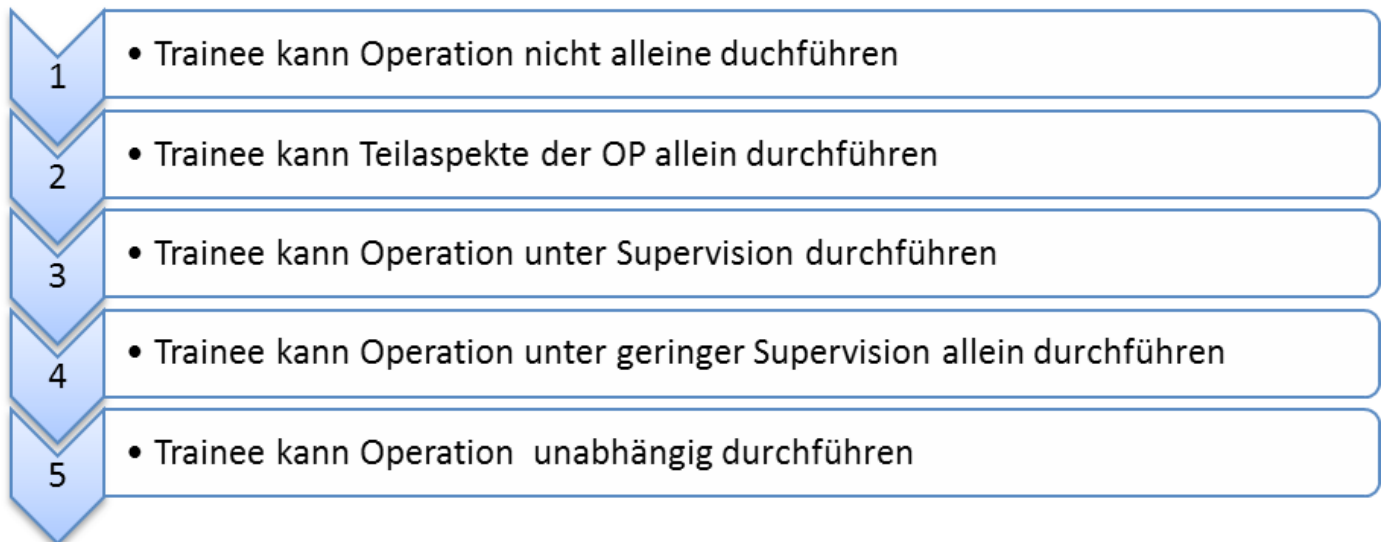 1
• Trainee kann Operation nicht alleine duchführen
2
• Trainee kann Teilaspekte der OP allein durchführen
3
• Trainee kann Operation unter Supervision durchführen
4
• Trainee kann Operation unter geringer Supervision allein durchführen
5
• Trainee kann Operation  unabhängig durchführen